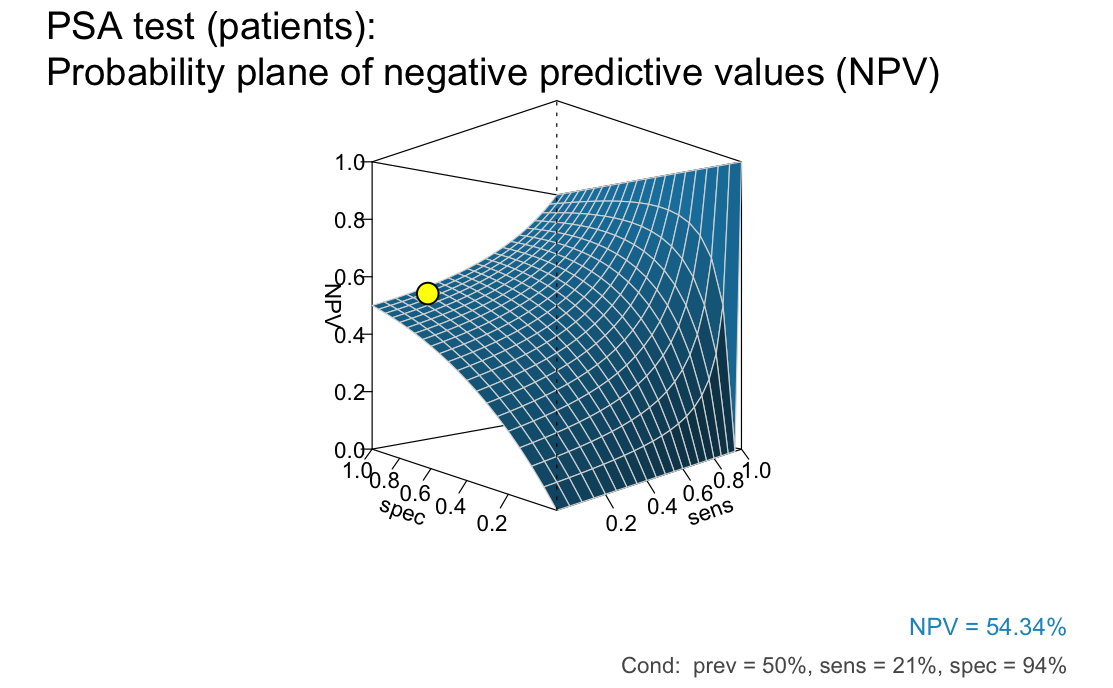 PSA test (patients):
Probability plane of negative predictive values (NPV)
1.0
0.8
0.6
0.4
0.2
0.0
NPV
1.0
0.8
0.6
0.4
0.2
spec
0.2
0.4
0.6
0.8
1.0
sens
NPV = 54.34%
Cond:  prev = 50%, sens = 21%, spec = 94%